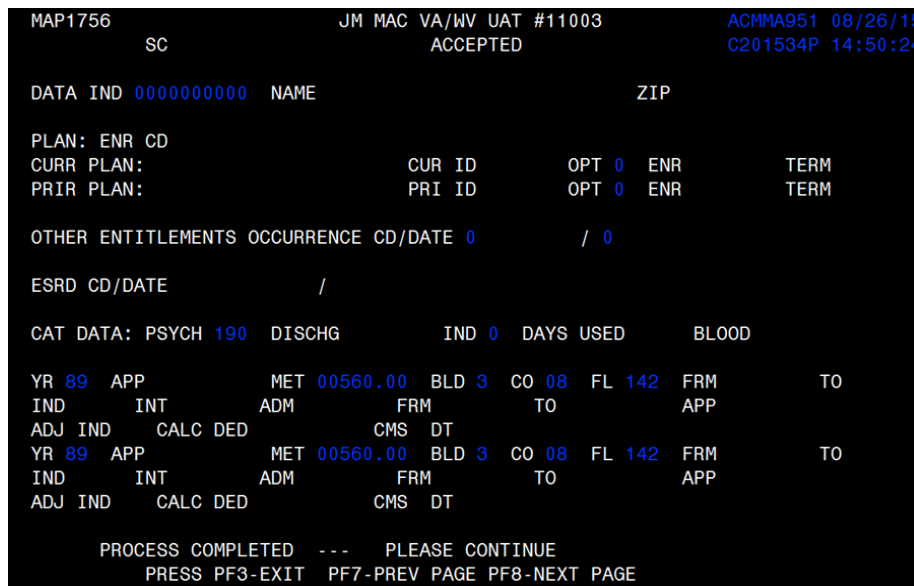 MAP1756 JM MAC VA/WV UAT #11003 ACMMA951 08/26/1
SC ACCEPTED C201534P 14:50:24
DATA IND 0000000000 NAME ZIP
PLAN: ENR CD
CURR PLAN: CUR ID OPT 0 ENR TERM
PRIR PLAN: PRI ID OPT 0 ENR TERM
OTHER ENTITLEMENTS OCCURRENCE CD/DATE 0 / 0
ESRD CD/DATE /
CAT DATA: PSYCH 190 DISCHG IND 0 DAYS USED BLOOD
YR 89 APP MET 00560.00 BLD 3 CO 08 FL 142 FRM TO
IND INT ADM FRM TO APP
ADJ IND CALC DED CMS DT
YR 89 APP MET 00560.00 BLD 3 CO 08 FL 142 FRM TO
IND INT ADM FRM TO APP
ADJ IND CALC DED CMS DT
PROCESS COMPLETED --- PLEASE CONTINUE
PRESS PF3-EXIT PF7-PREV PAGE PF8-NEXT PAGE